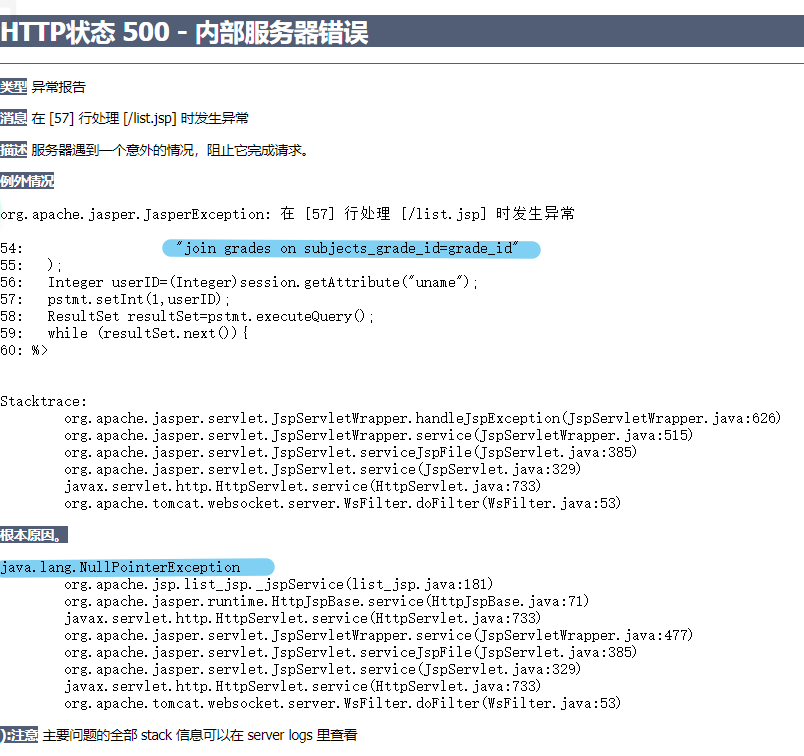 HTTP状态 500 - 内部服务器错误
类型 异常报告
消息 在 [57] 行处理 [/list.jsp] 时发生异常
描述 服务器遇到一个意外的情况，阻止它完成请求。
例外情况
org.apache.jasper.JasperException: 在 [57] 行处理 [/list.jsp] 时发生异常
54:                  "join grades on subjects_grade_id=grade_id"
55:   );
56:   Integer userID=(Integer)session.getAttribute("uname");
57:   pstmt.setInt(1,userID);
58:   ResultSet resultSet=pstmt.executeQuery();
59:   while (resultSet.next()){
60: %>
Stacktrace:
org.apache.jasper.servlet.JspServletWrapper.handleJspException(JspServletWrapper.java:626)
org.apache.jasper.servlet.JspServletWrapper.service(JspServletWrapper.java:515)
org.apache.jasper.servlet.JspServlet.serviceJspFile(JspServlet.java:385)
org.apache.jasper.servlet.JspServlet.service(JspServlet.java:329)
javax.servlet.http.HttpServlet.service(HttpServlet.java:733)
org.apache.tomcat.websocket.server.WsFilter.doFilter(WsFilter.java:53)
根本原因。
java.lang.NullPointerException
org.apache.jsp.list_jsp._jspService(list_jsp.java:181)
org.apache.jasper.runtime.HttpJspBase.service(HttpJspBase.java:71)
javax.servlet.http.HttpServlet.service(HttpServlet.java:733)
org.apache.jasper.servlet.JspServletWrapper.service(JspServletWrapper.java:477)
org.apache.jasper.servlet.JspServlet.serviceJspFile(JspServlet.java:385)
org.apache.jasper.servlet.JspServlet.service(JspServlet.java:329)
javax.servlet.http.HttpServlet.service(HttpServlet.java:733)
org.apache.tomcat.websocket.server.WsFilter.doFilter(WsFilter.java:53)
):注意 主要问题的全部 stack 信息可以在 server logs 里查看